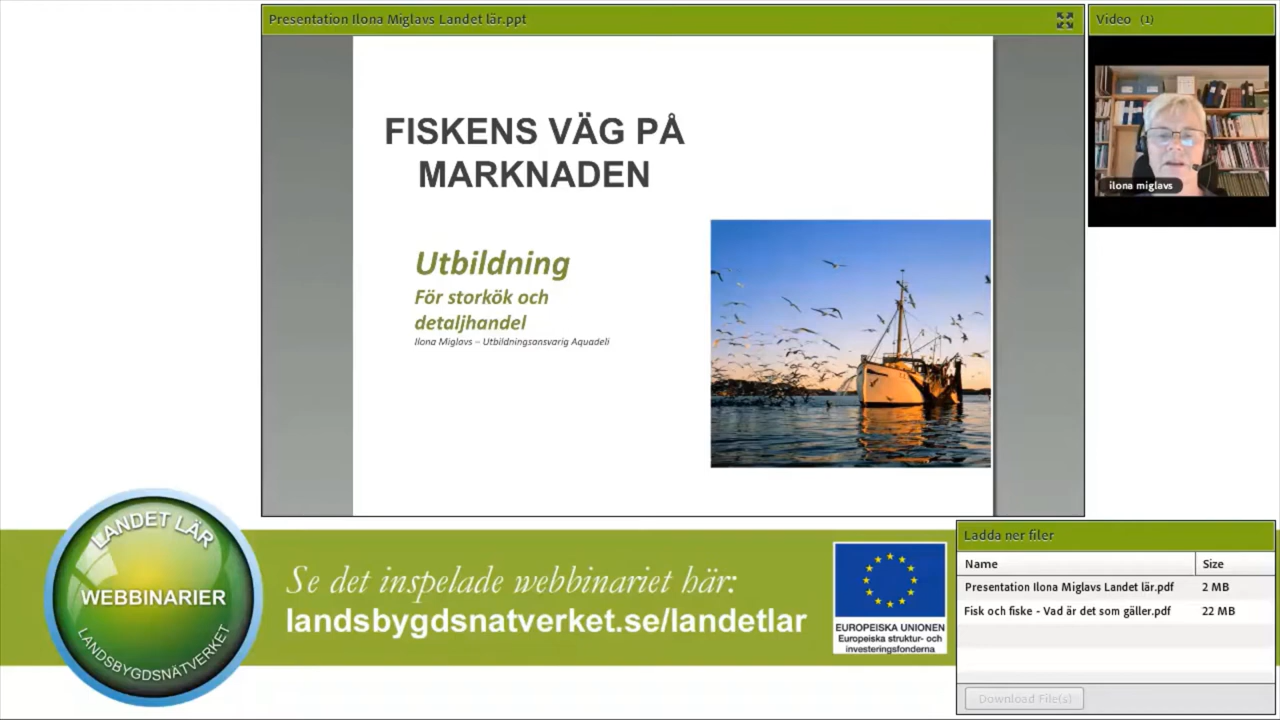 Presentation Ilona Miglavs Landet lär.ppt
Video (1)
FISKENS VÄG PÅ
MARKNADEN
Utbildning
För storkök och
detaljhandel
Ilona Miglavs – Utbildningsansvarig Aquadeli
ilona miglavs
LANDET LÄR
WEBBINARIER
LANDSBYGDSNÄTVERKET
Se det inspelade webbinariet här:
landsbygdsnatverket.se/landetlar
EUROPEISKA UNIONEN
Europeiska struktur- och
investeringsfonderna
Ladda ner filer
Name Size
Presentation Ilona Miglavs Landet lär.pdf 2 MB
Fisk och fiske - Vad är det som gäller.pdf 22 MB
Download File(s)